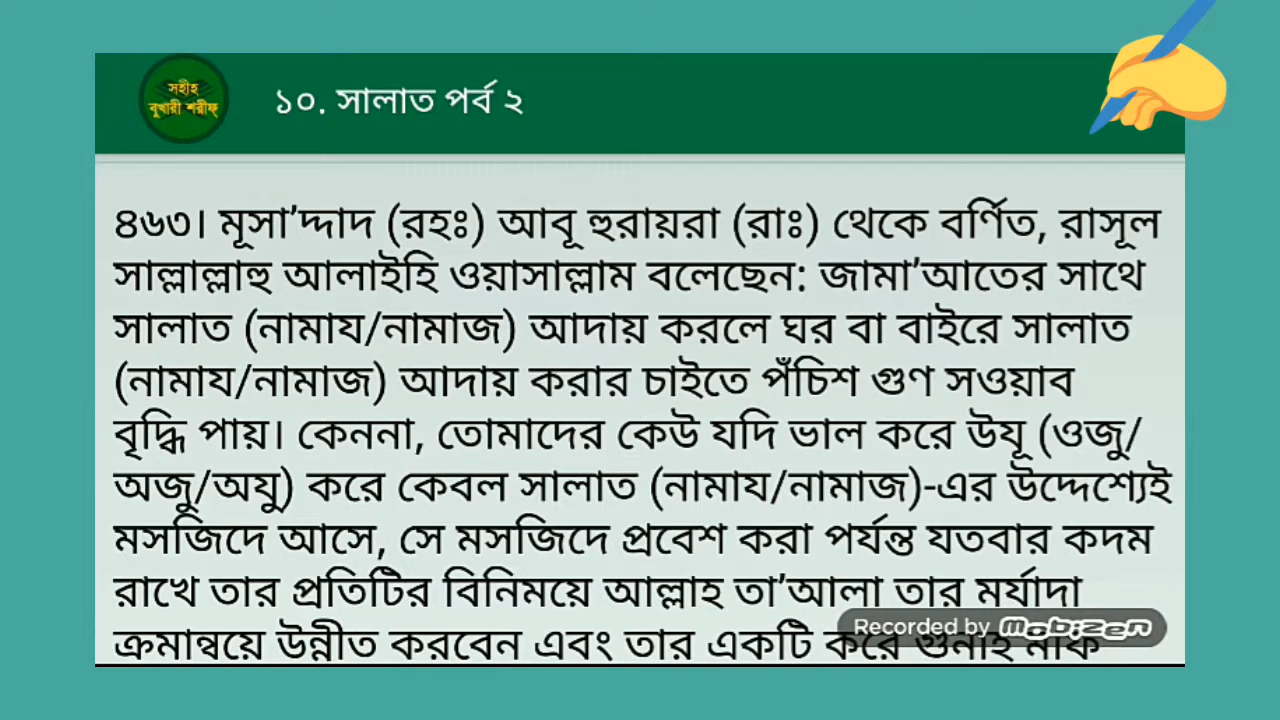 সহীহ
বুখারী শরীফ
১০. সালাত পর্ব ২
৪৬৩। মূসা'দ্দাদ (রহঃ) আবূ হুরায়রা (রাঃ) থেকে বর্ণিত, রাসূল
সাল্লাল্লাহু আলাইহি ওয়াসাল্লাম বলেছেন: জামা'আতের সাথে
সালাত (নামায/নামাজ) আদায় করলে ঘর বা বাইরে সালাত
(নামায/নামাজ) আদায় করার চাইতে পঁচিশ গুণ সওয়াব
বৃদ্ধি পায়। কেননা, তোমাদের কেউ যদি ভাল করে উযূ (ওজু/
অজু/অযু) করে কেবল সালাত (নামায/নামাজ)-এর উদ্দেশ্যেই
মসজিদে আসে, সে মসজিদে প্রবেশ করা পর্যন্ত যতবার কদম
রাখে তার প্রতিটির বিনিময়ে আল্লাহ তা'আলা তার মর্যাদা
ক্রমান্বয়ে উন্নীত করবেন এবং তার একটি করে গুনাহ মাফ
Recorded by Mobizen